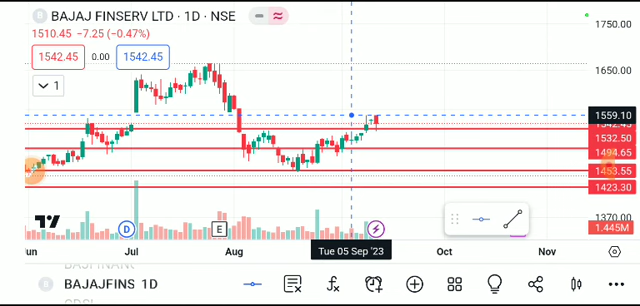 B BAJAJ FINSERV LTD · 1D · NSE
1510.45 −7.25 (−0.47%)
1542.45 0.00 1542.45
1
1750.00
1650.00
1559.10
1532.50
1494.65
1453.55
1423.30
1370.00
1.445M
D E
Jul Aug Tue 05 Sep '23 Oct Nov
BAJAJFINS 1D